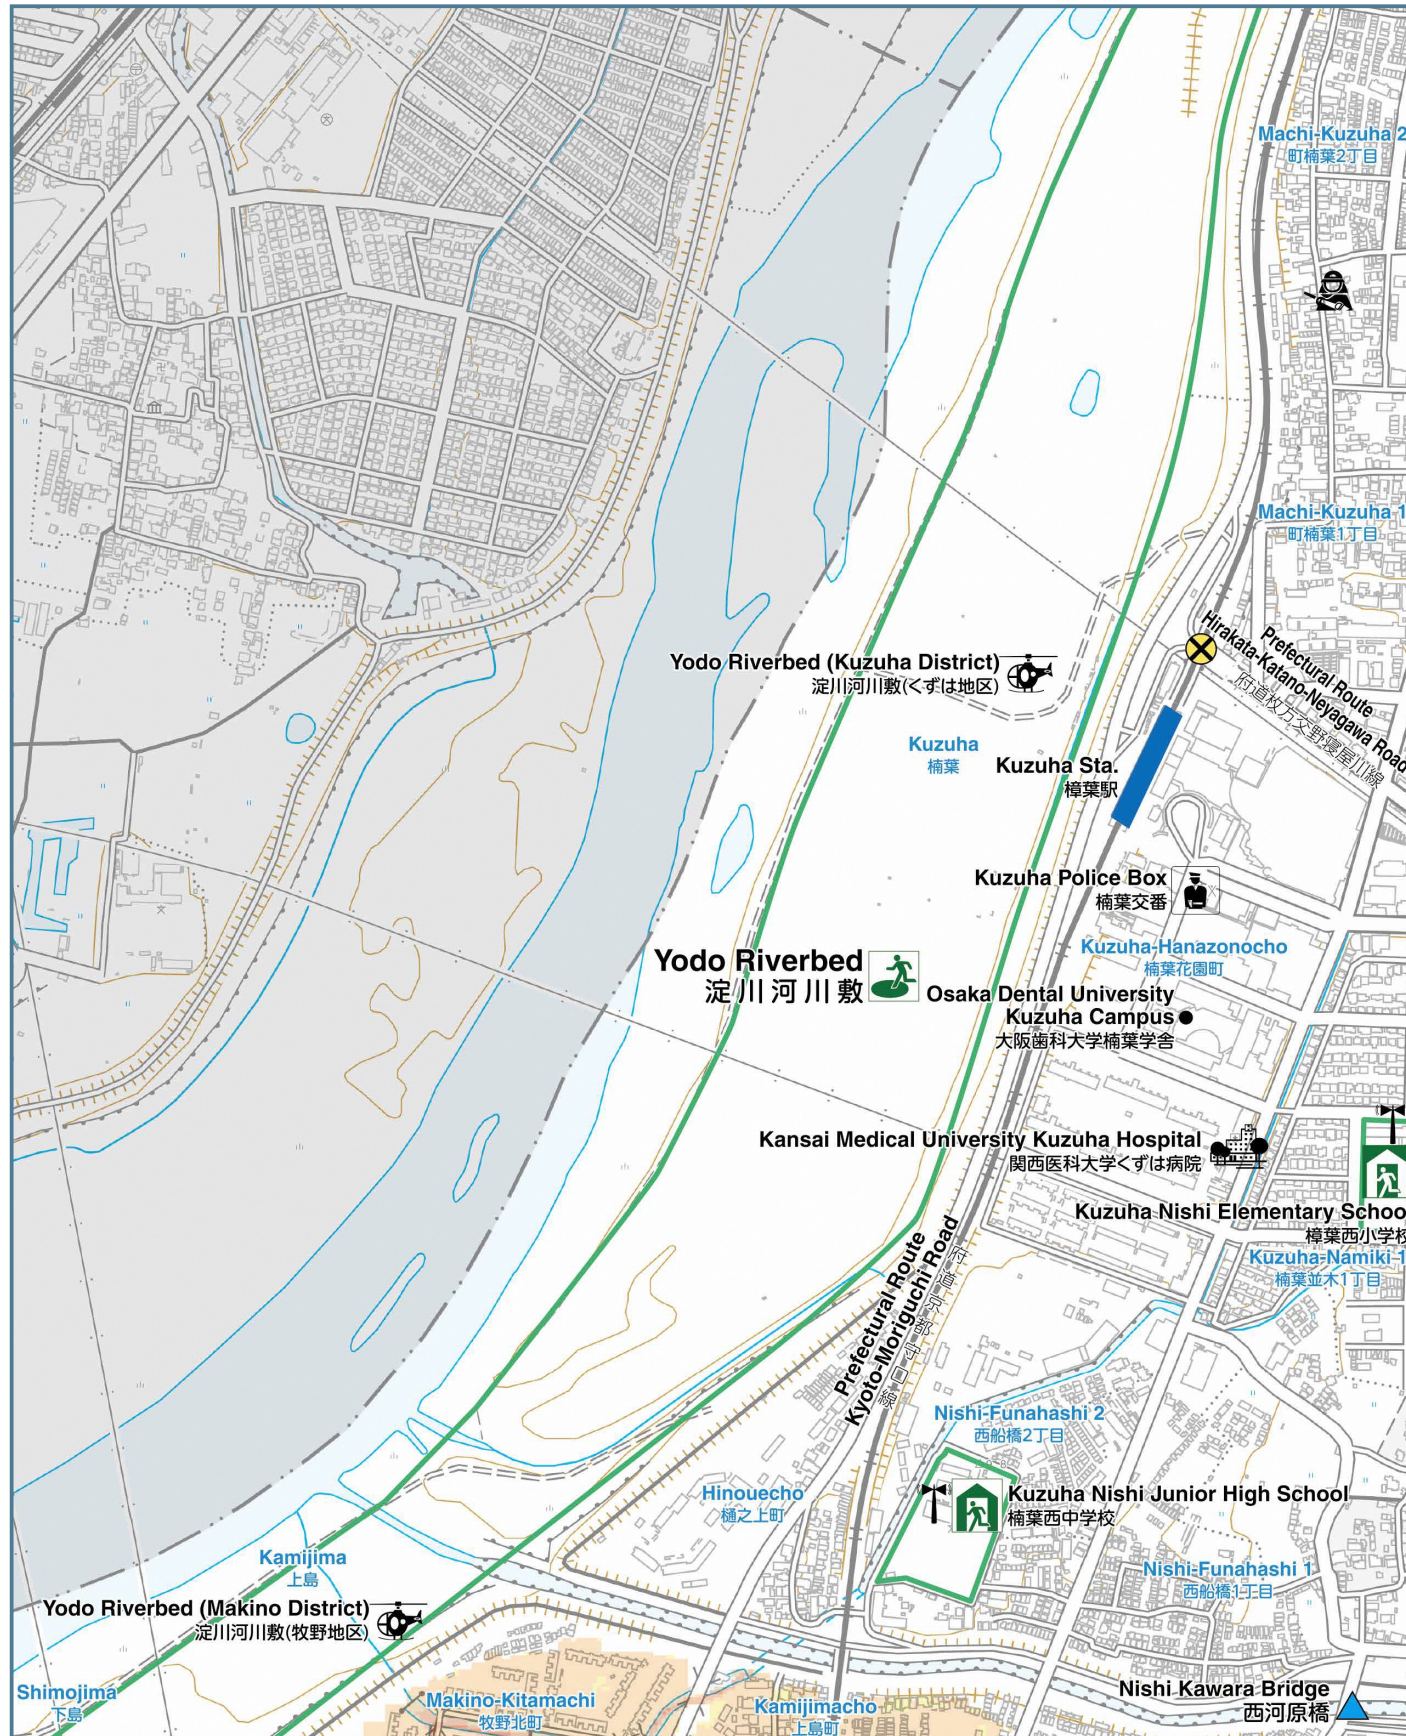 Machi-Kuzuha 2
町楠葉2丁目
Machi-Kuzuha 1
町楠葉1丁目
Prefectural Route
Hirakata-Katano-Neyagawa Road
府道枚方交野寝屋川線
Yodo Riverbed (Kuzuha District)
淀川河川敷(くずは地区)
Kuzuha
楠葉
Kuzuha Sta.
樟葉駅
Kuzuha Police Box
楠葉交番
Kuzuha-Hanazonocho
楠葉花園町
Yodo Riverbed
淀川河川敷
Osaka Dental University
Kuzuha Campus
大阪歯科大学楠葉学舎
Kansai Medical University Kuzuha Hospital
関西医科大学くずは病院
Kuzuha Nishi Elementary Schoo
樟葉西小学校
Kuzuha-Namiki 1
楠葉並木1丁目
Prefectural Route
Kyoto-Moriguchi Road
府道京都守口線
Nishi-Funahashi 2
西船橋2丁目
Hinouecho
樋之上町
Kuzuha Nishi Junior High School
楠葉西中学校
Kamijima
上島
Nishi-Funahashi 1
西船橋1丁目
Yodo Riverbed (Makino District)
淀川河川敷(牧野地区)
Shimojima
下島
Makino-Kitamachi
牧野北町
Kamijimacho
上島町
Nishi Kawara Bridge
西河原橋